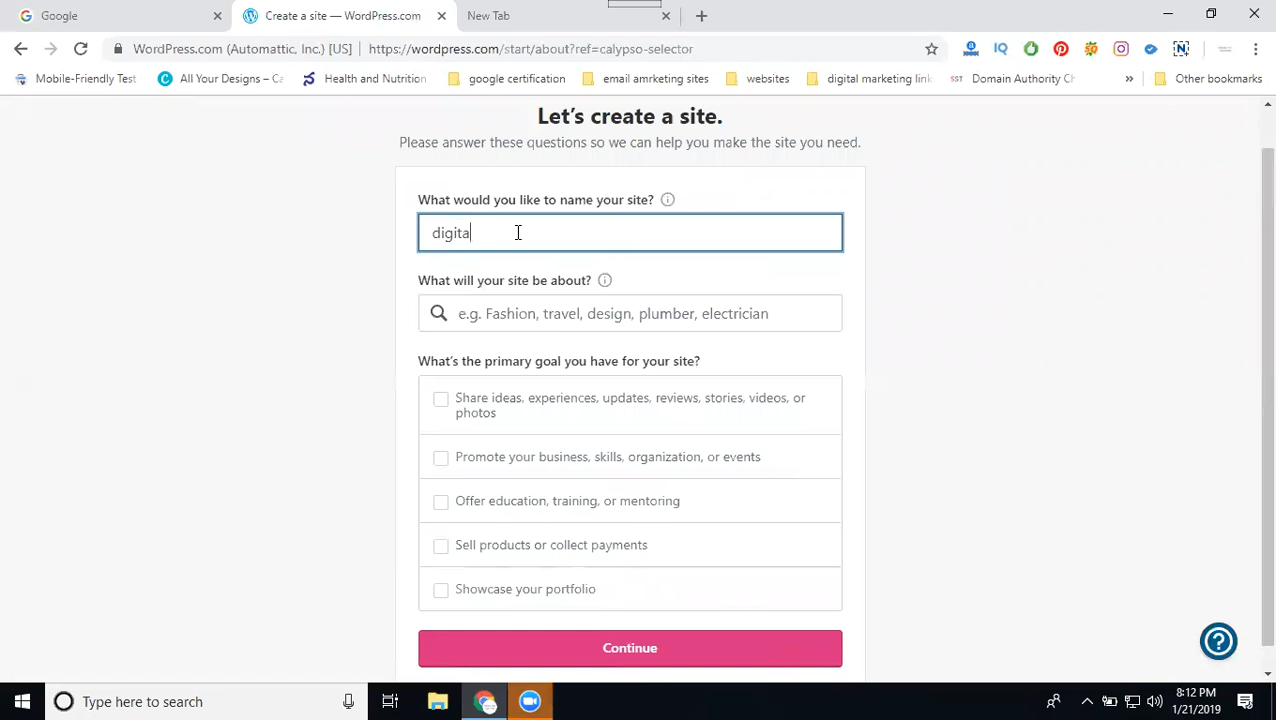 Google
Create a site — WordPress.com
New Tab
WordPress.com (Automattic, Inc.) [US]
https://wordpress.com/start/about?ref=calypso-selector
Mobile-Friendly Test
All Your Designs – Ca
Health and Nutrition
google certification
email amrketing sites
websites
digital marketing link
SST
Domain Authority Ch
»
Other bookmarks
Let's create a site.
Please answer these questions so we can help you make the site you need.
What would you like to name your site?
digita
What will your site be about?
e.g. Fashion, travel, design, plumber, electrician
What's the primary goal you have for your site?
Share ideas, experiences, updates, reviews, stories, videos, or
photos
Promote your business, skills, organization, or events
Offer education, training, or mentoring
Sell products or collect payments
Showcase your portfolio
Continue
Type here to search
8:12 PM
1/21/2019